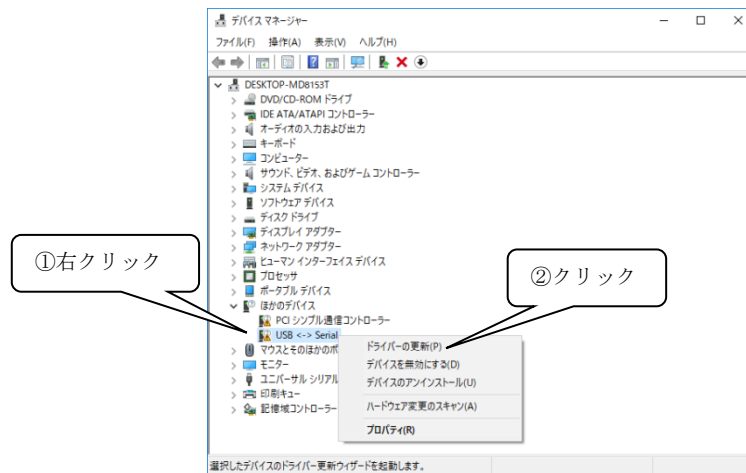 デバイス マネージャー
ファイル(F) 操作(A) 表示(V) ヘルプ(H)
DESKTOP-MD8153T
DVD/CD-ROM ドライブ
IDE ATA/ATAPI コントローラー
オーディオの入力および出力
キーボード
コンピューター
サウンド、ビデオ、およびゲーム コントローラー
システム デバイス
ソフトウェア デバイス
ディスク ドライブ
ディスプレイ アダプター
ネットワーク アダプター
ヒューマン インターフェイス デバイス
プロセッサ
ポータブル デバイス
ほかのデバイス
PCI シンプル通信コントローラー
USB <-> Serial
マウスとそのほかのポ
モニター
ユニバーサル シリアル
印刷キュー
記憶域コントローラー
①右クリック
②クリック
ドライバーの更新(P)
デバイスを無効にする(D)
デバイスのアンインストール(U)
ハードウェア変更のスキャン(A)
プロパティ(R)
選択したデバイスのドライバー更新ウィザードを起動します。